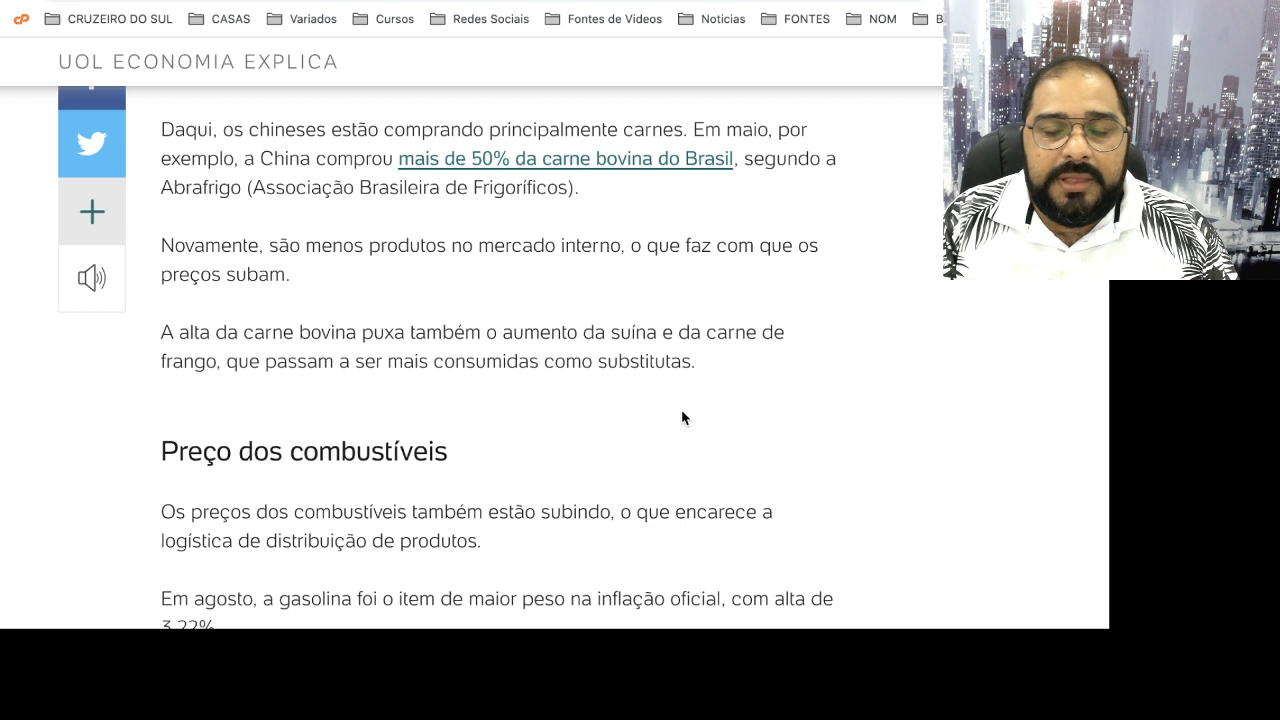 CRUZEIRO DO SUL CASAS Variados Cursos Redes Sociais Fontes de Videos Noticias FONTES NOM B
UOL ECONOMIA EXPLICA
Daqui, os chineses estão comprando principalmente carnes. Em maio, por
exemplo, a China comprou mais de 50% da carne bovina do Brasil, segundo a
Abrafrigo (Associação Brasileira de Frigoríficos).
Novamente, são menos produtos no mercado interno, o que faz com que os
preços subam.
A alta da carne bovina puxa também o aumento da suína e da carne de
frango, que passam a ser mais consumidas como substitutas.
Preço dos combustíveis
Os preços dos combustíveis também estão subindo, o que encarece a
logística de distribuição de produtos.
Em agosto, a gasolina foi o item de maior peso na inflação oficial, com alta de
3,22%